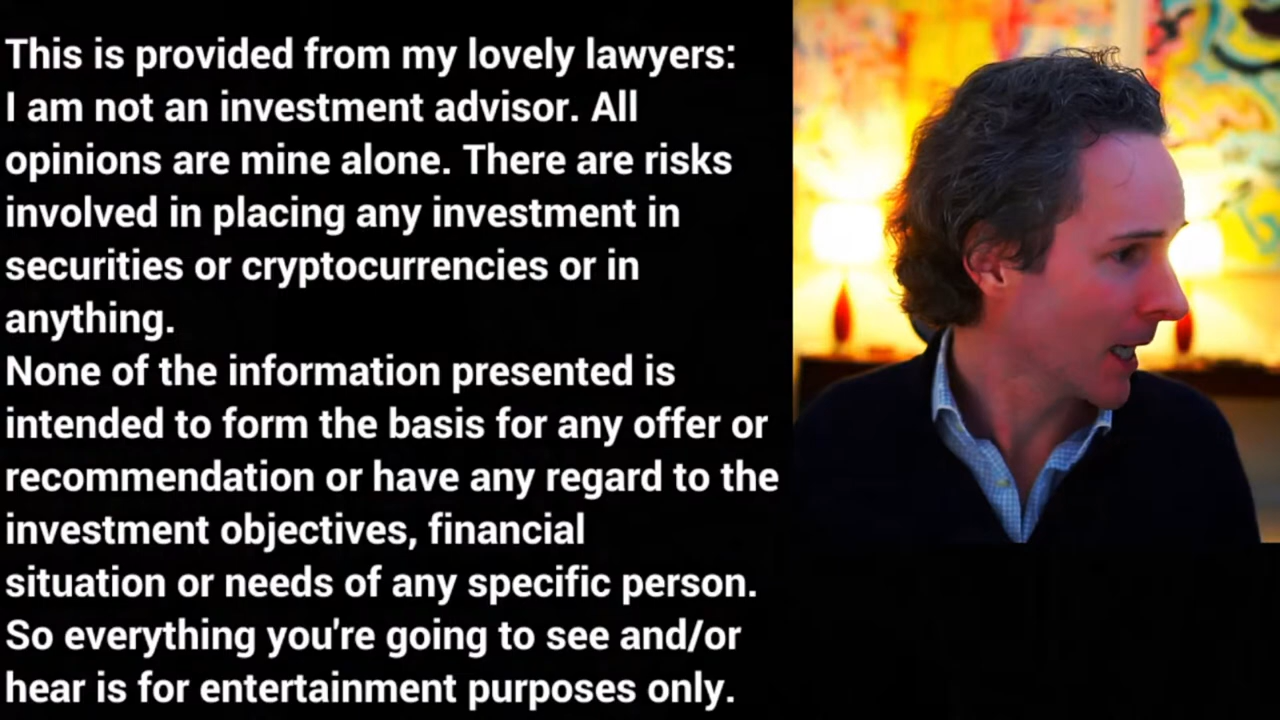 This is provided from my lovely lawyers:
I am not an investment advisor. All
opinions are mine alone. There are risks
involved in placing any investment in
securities or cryptocurrencies or in
anything.
None of the information presented is
intended to form the basis for any offer or
recommendation or have any regard to the
investment objectives, financial
situation or needs of any specific person.
So everything you're going to see and/or
hear is for entertainment purposes only.